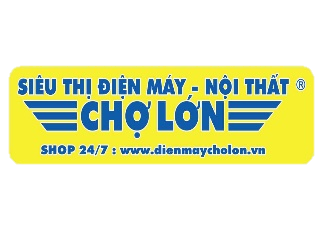 SIÊU THỊ ĐIỆN MÁY - NỘI THẤT ®
CHỢ LỚN
SHOP 24/7 : www.dienmaycholon.vn